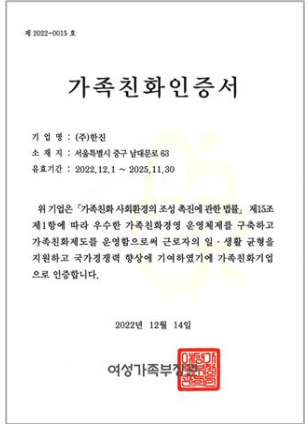 제 2022-0015 호
가족친화인증서
기 업 명 : (주)한진
소 재 지 : 서울특별시 중구 남대문로 63
유효기간 : 2022.12.1 ~ 2025.11.30
위 기업은「가족친화 사회환경의 조성 촉진에 관한 법률」 제15조
제1항에 따라 우수한 가족친화경영 운영체제를 구축하고
가족친화제도를 운영함으로써 근로자의 일·생활 균형을
지원하고 국가경쟁력 향상에 기여하였기에 가족친화기업
으로 인증합니다.
2022년 12월 14일
여성가족부장관